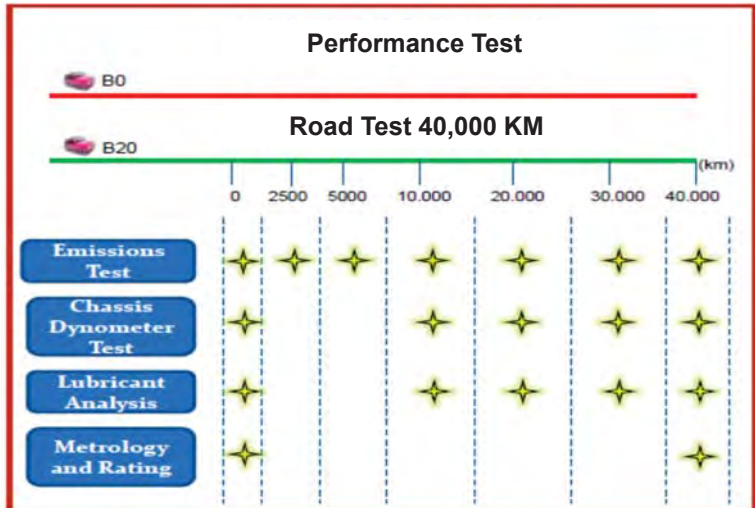 Performance Test
B0
Road Test 40,000 KM
B20
(km)
0 2500 5000 10.000 20.000 30.000 40.000
Emissions
Test
Chassis
Dynometer
Test
Lubricant
Analysis
Metrology
and Rating